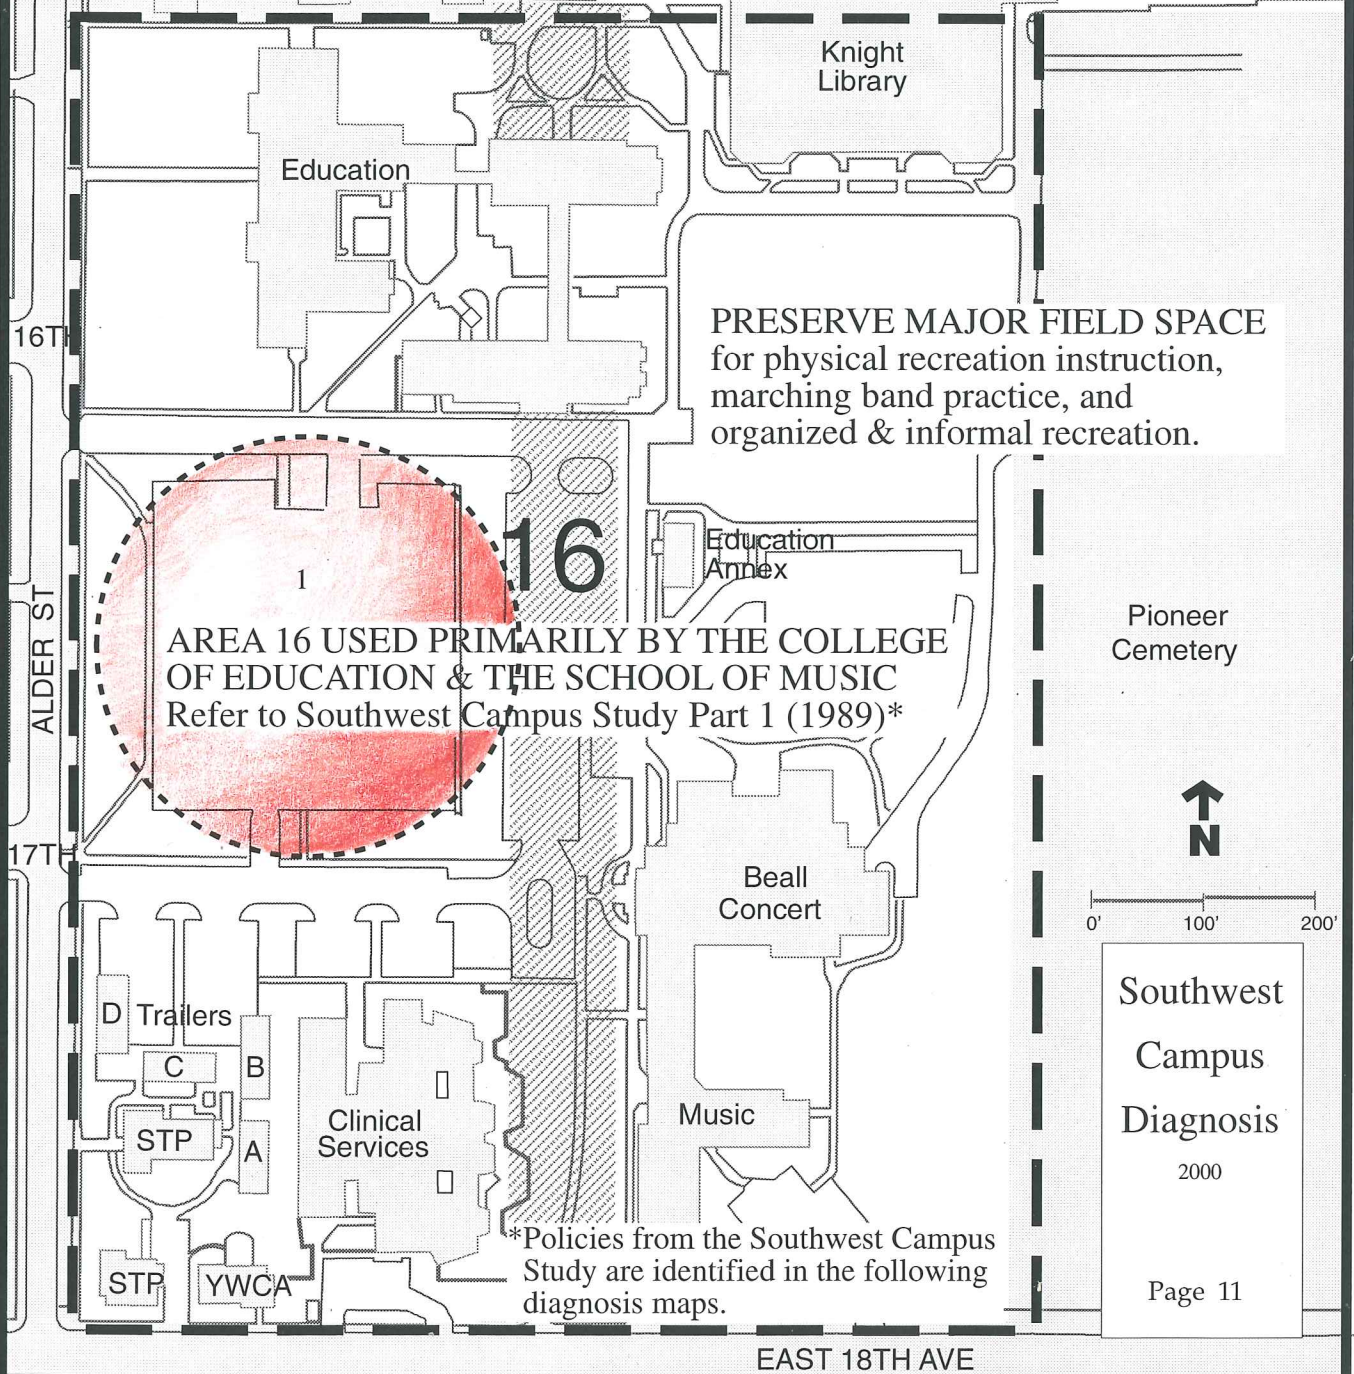 Knight
Library
Education
16TH
PRESERVE MAJOR FIELD SPACE
for physical recreation instruction,
marching band practice, and
organized & informal recreation.
16
Education
Annex
1
ALDER ST
AREA 16 USED PRIMARILY BY THE COLLEGE
OF EDUCATION & THE SCHOOL OF MUSIC
Refer to Southwest Campus Study Part 1 (1989)*
Pioneer
Cemetery
N
17TH
0' 100' 200'
Beall
Concert
D Trailers
C
B
STP
A
Clinical
Services
Music
STP
YWCA
*Policies from the Southwest Campus
Study are identified in the following
diagnosis maps.
Southwest
Campus
Diagnosis
2000
Page 11
EAST 18TH AVE